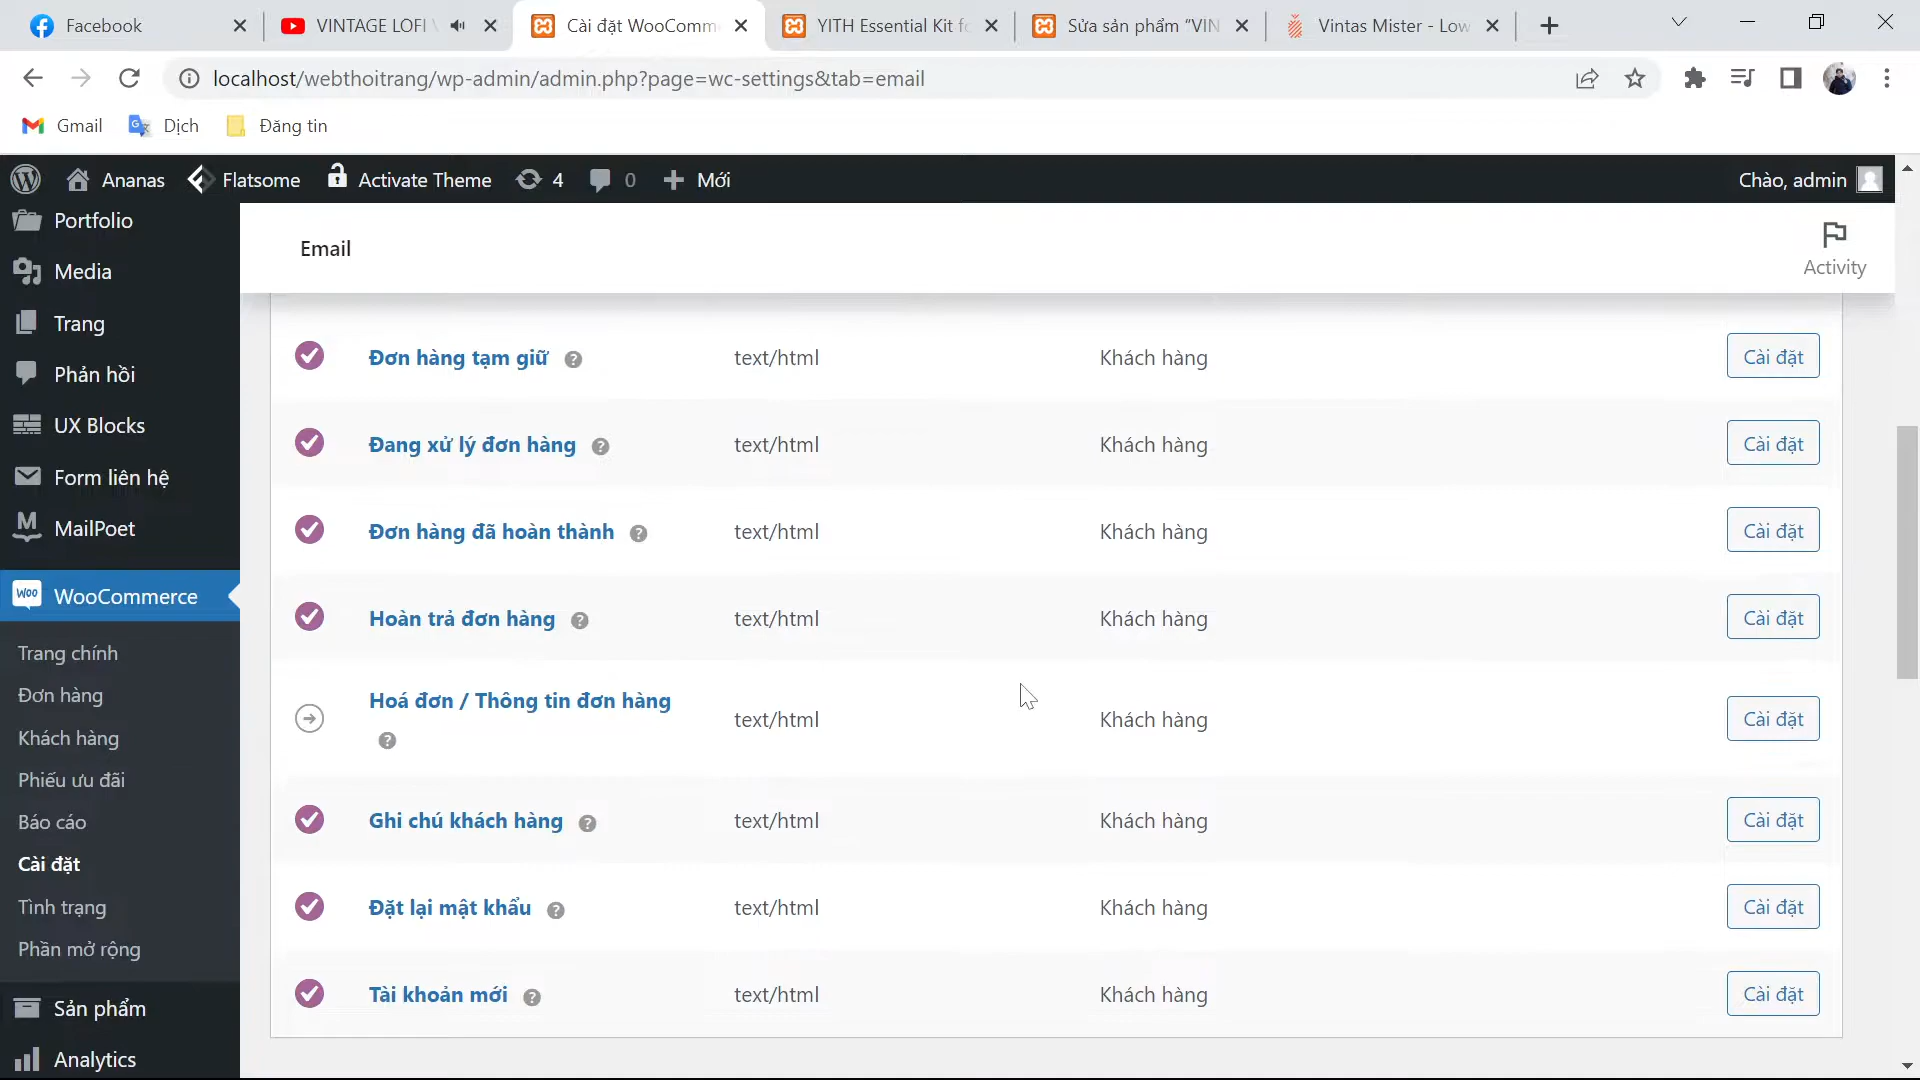 Facebook
VINTAGE LOFI
Cài đặt WooComm
YITH Essential Kit fo
Sửa sản phẩm “VIN
Vintas Mister - Low
localhost/webthoitrang/wp-admin/admin.php?page=wc-settings&tab=email
Gmail
Dịch
Đăng tin
Ananas
Flatsome
Activate Theme
4
0
Mới
Chào, admin
Portfolio
Media
Trang
Phản hồi
UX Blocks
Form liên hệ
MailPoet
WooCommerce
Trang chính
Đơn hàng
Khách hàng
Phiếu ưu đãi
Báo cáo
Cài đặt
Tình trạng
Phần mở rộng
Sản phẩm
Analytics
Email
Activity
Đơn hàng tạm giữ ? text/html Khách hàng Cài đặt
Đang xử lý đơn hàng ? text/html Khách hàng Cài đặt
Đơn hàng đã hoàn thành ? text/html Khách hàng Cài đặt
Hoàn trả đơn hàng ? text/html Khách hàng Cài đặt
Hoá đơn / Thông tin đơn hàng ? text/html Khách hàng Cài đặt
Ghi chú khách hàng ? text/html Khách hàng Cài đặt
Đặt lại mật khẩu ? text/html Khách hàng Cài đặt
Tài khoản mới ? text/html Khách hàng Cài đặt